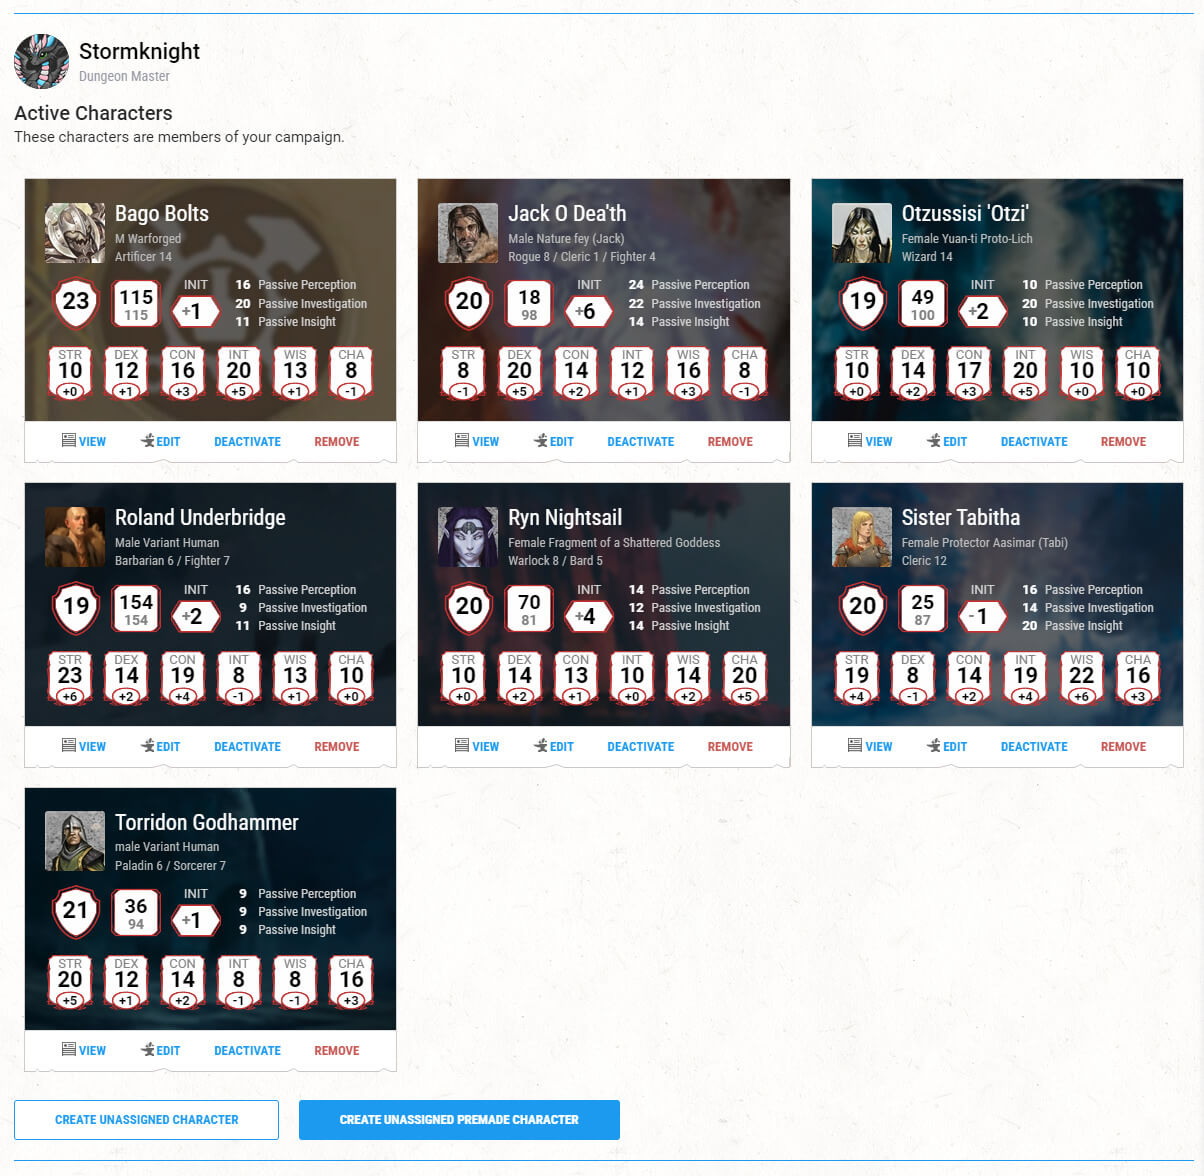 Stormknight
Dungeon Master
Active Characters
These characters are members of your campaign.
Bago Bolts
M Warforged
Artificer 14
23
115
115
INIT
+1
16 Passive Perception
20 Passive Investigation
11 Passive Insight
STR DEX CON INT WIS CHA
10 12 16 20 13 8
+0 +1 +3 +5 +1 -1
VIEW EDIT DEACTIVATE REMOVE
Jack O Dea'th
Male Nature fey (Jack)
Rogue 8 / Cleric 1 / Fighter 4
20
18
98
INIT
+6
24 Passive Perception
22 Passive Investigation
14 Passive Insight
STR DEX CON INT WIS CHA
8 20 14 12 16 8
-1 +5 +2 +1 +3 -1
VIEW EDIT DEACTIVATE REMOVE
Otzussisi 'Otzi'
Female Yuan-ti Proto-Lich
Wizard 14
19
49
100
INIT
+2
10 Passive Perception
20 Passive Investigation
10 Passive Insight
STR DEX CON INT WIS CHA
10 14 17 20 10 10
+0 +2 +3 +5 +0 +0
VIEW EDIT DEACTIVATE REMOVE
Roland Underbridge
Male Variant Human
Barbarian 6 / Fighter 7
19
154
154
INIT
+2
16 Passive Perception
9 Passive Investigation
11 Passive Insight
STR DEX CON INT WIS CHA
23 14 19 8 13 10
+6 +2 +4 -1 +1 +0
VIEW EDIT DEACTIVATE REMOVE
Ryn Nightsail
Female Fragment of a Shattered Goddess
Warlock 8 / Bard 5
20
70
81
INIT
+4
14 Passive Perception
12 Passive Investigation
14 Passive Insight
STR DEX CON INT WIS CHA
10 14 13 10 14 20
+0 +2 +1 +0 +2 +5
VIEW EDIT DEACTIVATE REMOVE
Sister Tabitha
Female Protector Aasimar (Tabi)
Cleric 12
20
25
87
INIT
-1
16 Passive Perception
14 Passive Investigation
20 Passive Insight
STR DEX CON INT WIS CHA
19 8 14 19 22 16
+4 -1 +2 +4 +6 +3
VIEW EDIT DEACTIVATE REMOVE
Torridon Godhammer
male Variant Human
Paladin 6 / Sorcerer 7
21
36
94
INIT
+1
9 Passive Perception
9 Passive Investigation
9 Passive Insight
STR DEX CON INT WIS CHA
20 12 14 8 8 16
+5 +1 +2 -1 -1 +3
VIEW EDIT DEACTIVATE REMOVE
CREATE UNASSIGNED CHARACTER
CREATE UNASSIGNED PREMADE CHARACTER